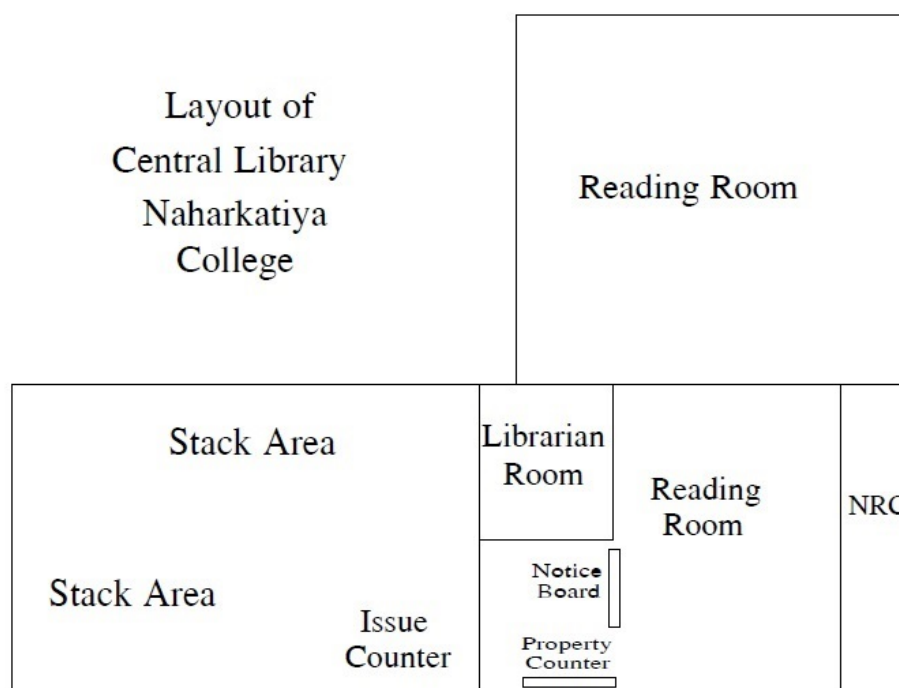 Layout of
Central Library
Naharkatiya
College
Reading Room
Stack Area
Librarian
Room
Reading
Room
NRC
Stack Area
Notice
Board
Issue
Counter
Property
Counter